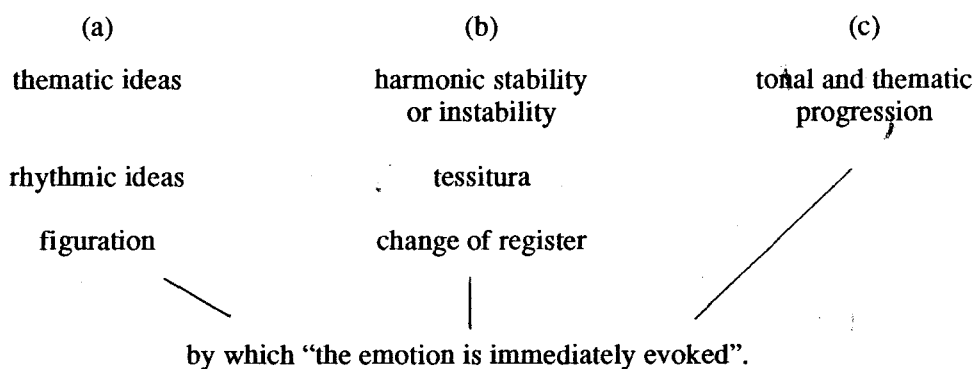 (a) (b) (c)
thematic ideas harmonic stability tonal and thematic
or instability progression
rhythmic ideas tessitura
figuration change of register
by which “the emotion is immediately evoked”.